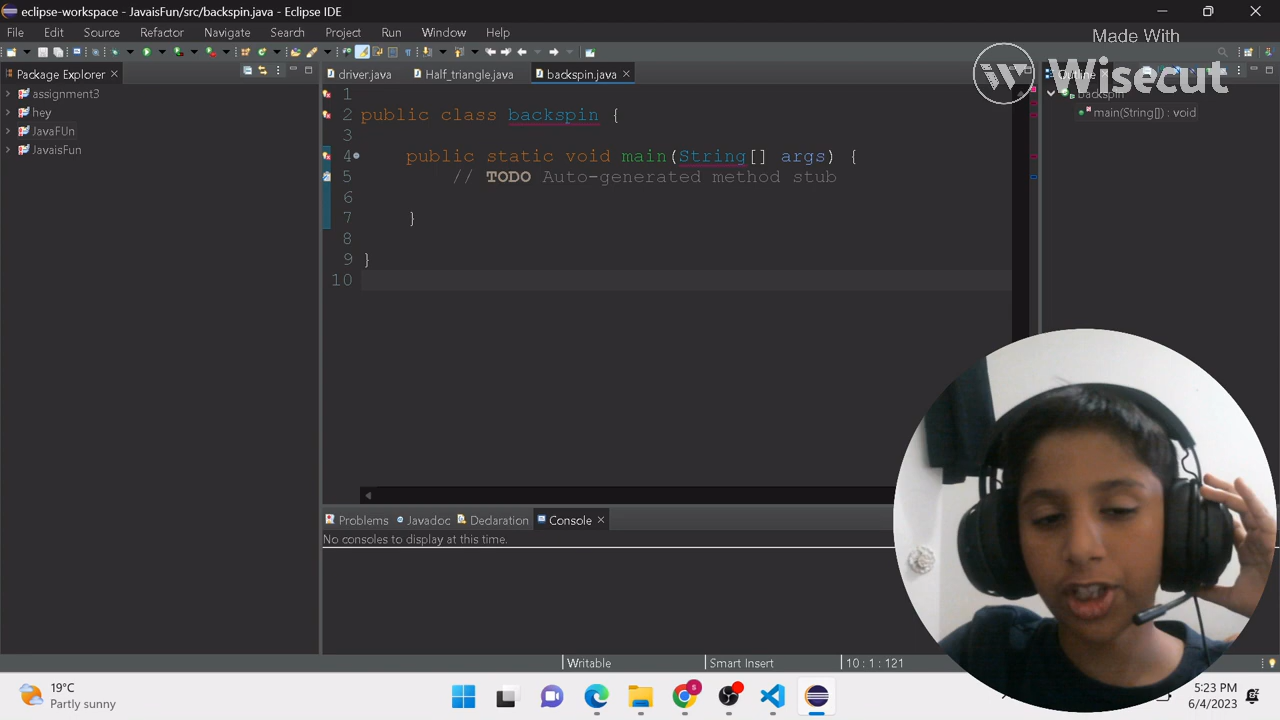 eclipse-workspace - JavaisFun/src/backspin.java - Eclipse IDE
File Edit Source Refactor Navigate Search Project Run Window Help
Made With
Wisecut
Package Explorer
driver.java
Half_triangle.java
backspin.java
Outline
assignment3
hey
JavaFUn
JavaisFun
1
2 public class backspin {
3
4 public static void main(String[] args) {
5 // TODO Auto-generated method stub
6
7 }
8
9 }
10
backspin
main(String[]) : void
Problems Javadoc Declaration Console
No consoles to display at this time.
Writable
Smart Insert
10 : 1 : 121
19°C
Partly sunny
S
5:23 PM
6/4/2023